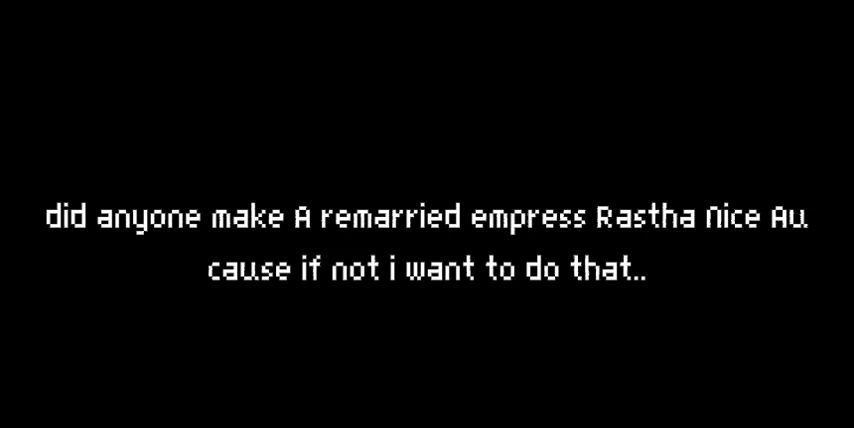 did anyone make A remarried empress Rastha Nice Au
cause if not i want to do that..